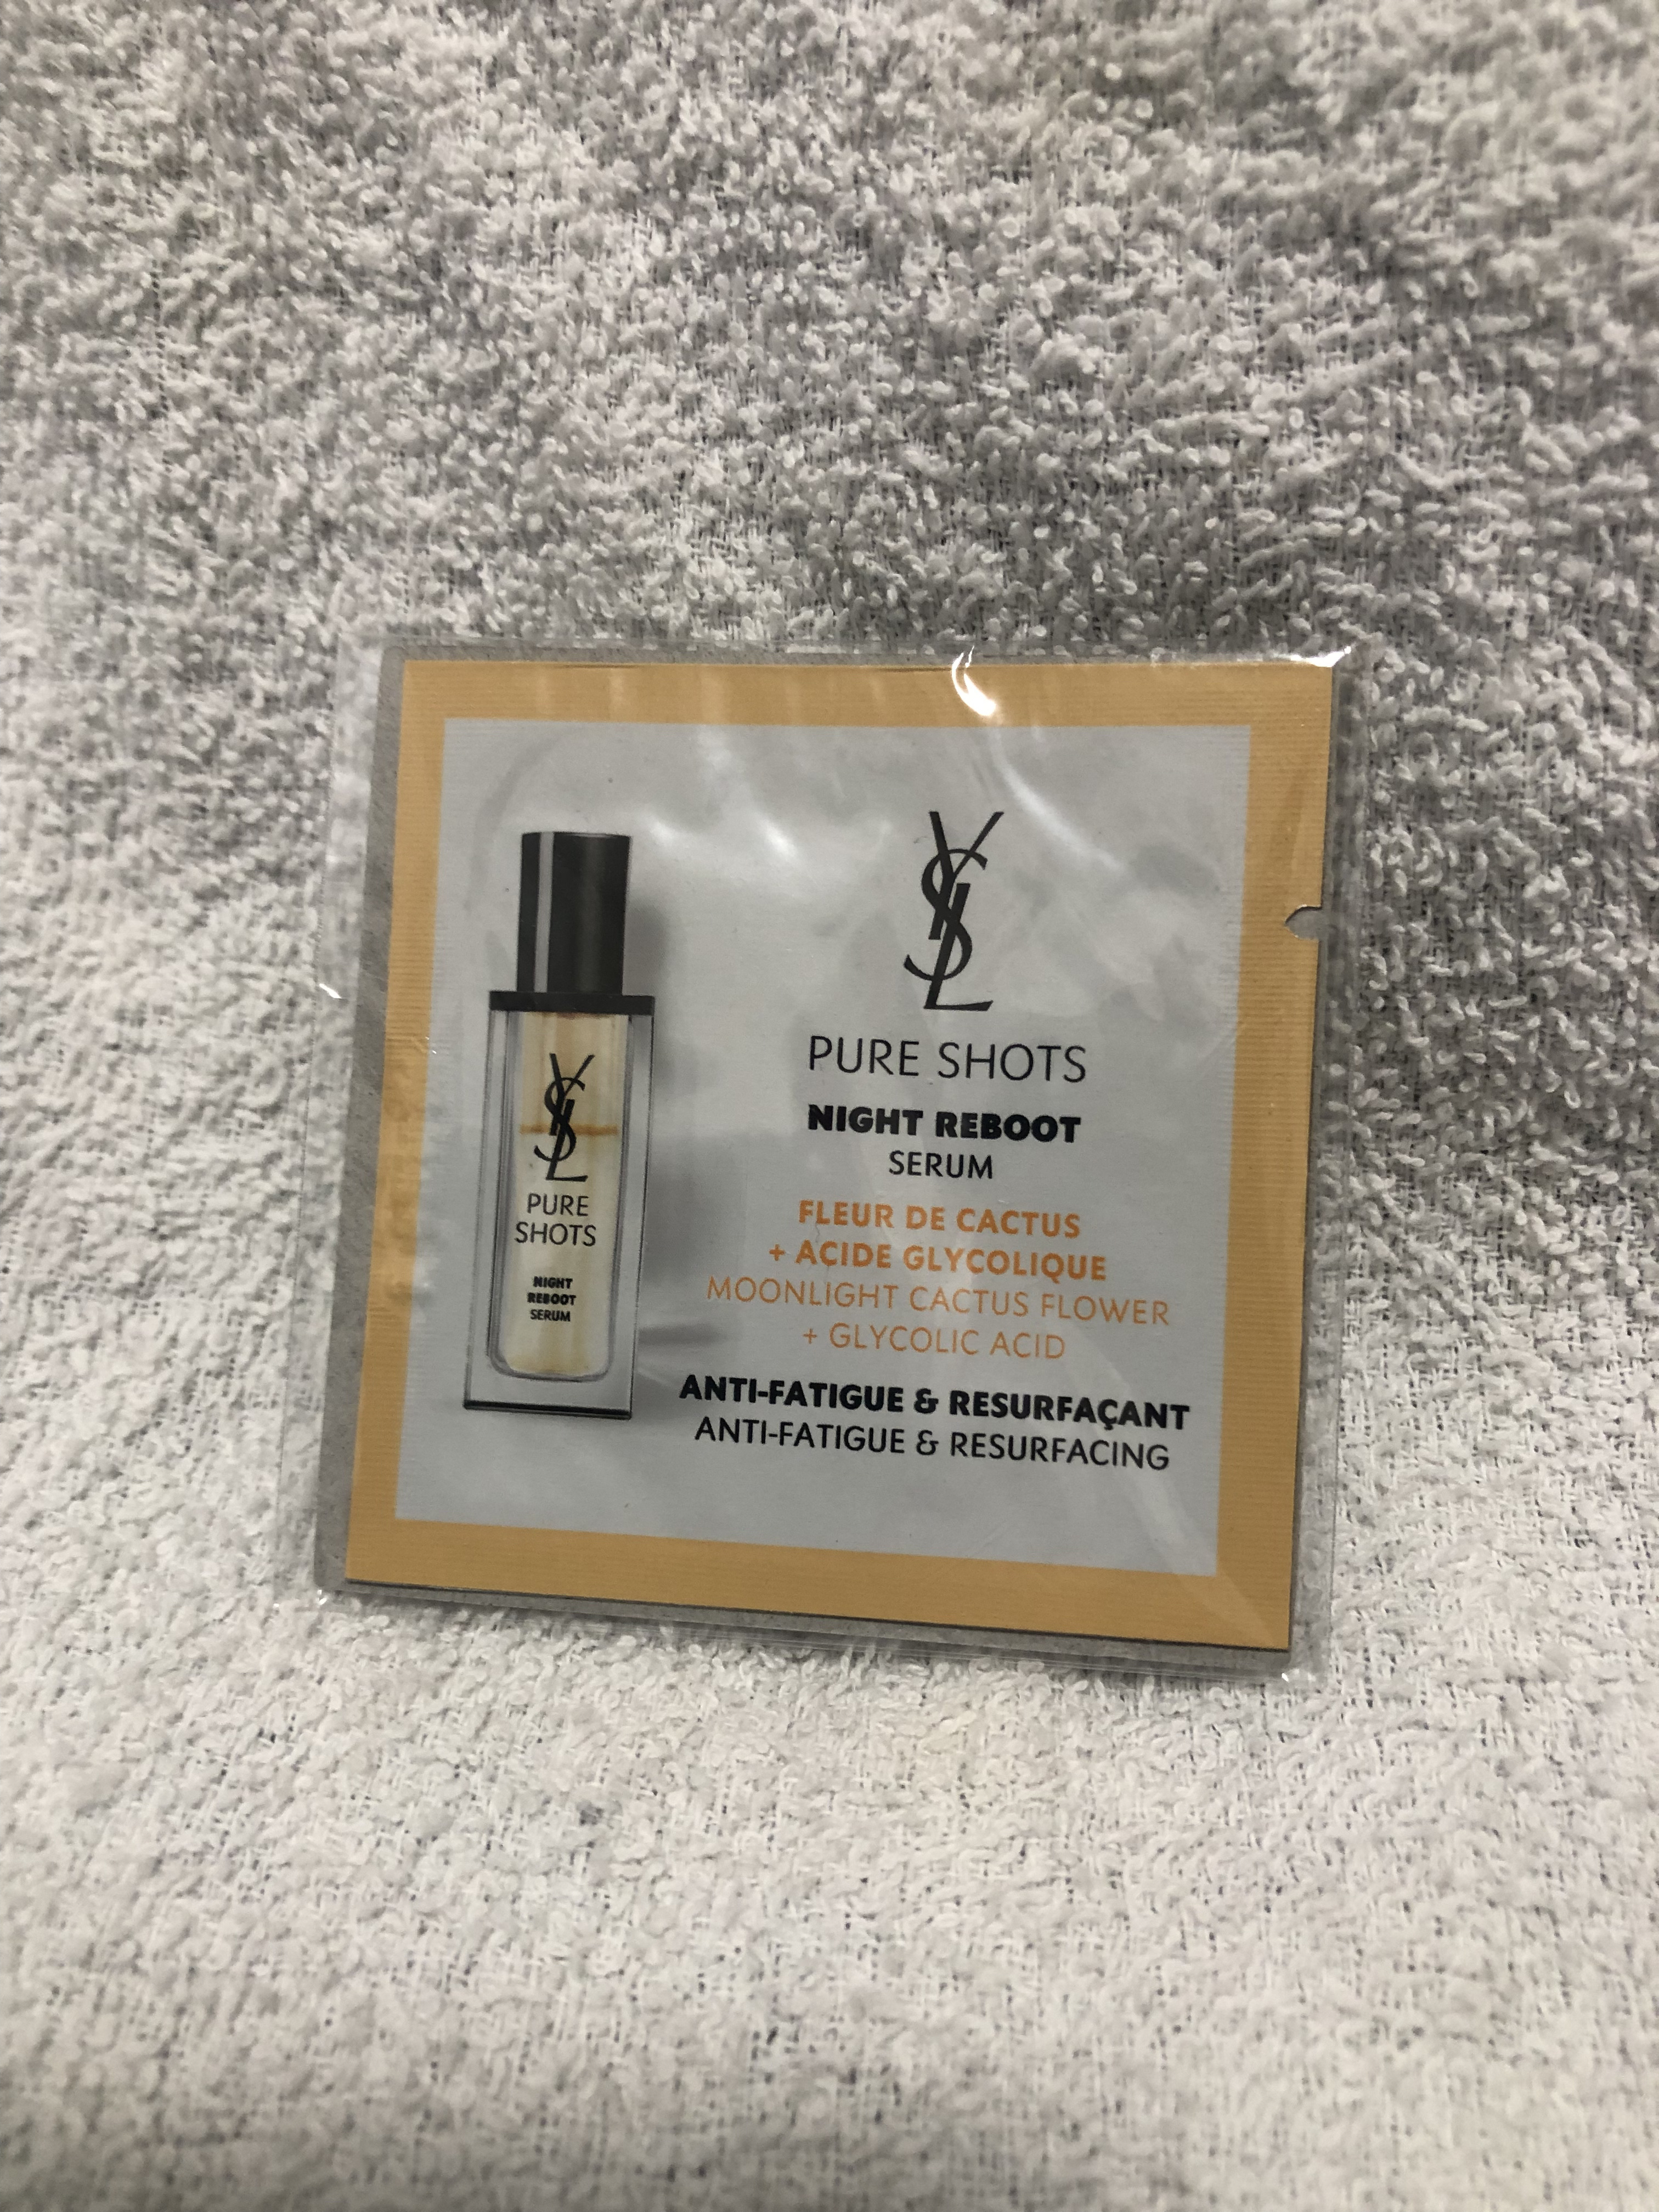 YSL
PURE SHOTS
NIGHT REBOOT
SERUM
FLEUR DE CACTUS
+ ACIDE GLYCOLIQUE
MOONLIGHT CACTUS FLOWER
+ GLYCOLIC ACID
ANTI-FATIGUE & RESURFAÇANT
ANTI-FATIGUE & RESURFACING
YSL
PURE
SHOTS
NIGHT
REBOOT
SERUM